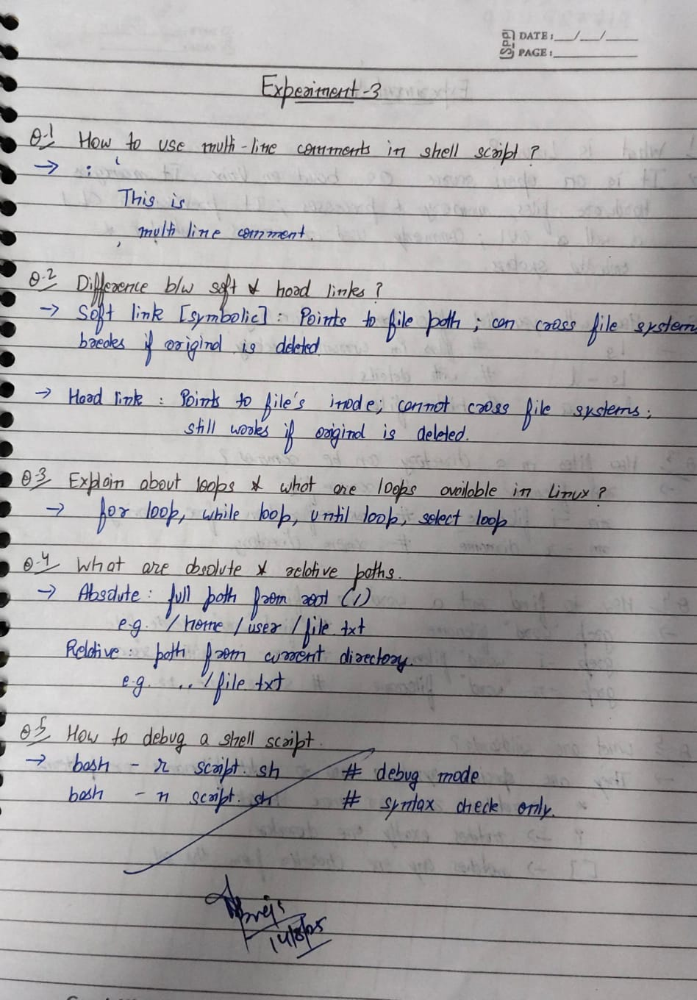 Sippi DATE: __/__/____
PAGE: ________
Experiment-3
Q.1 How to use multi-line comments in shell script ?
→ : '
This is
multi line comment.
'
Q.2 Difference b/w soft & hard links ?
→ Soft link [symbolic] : Points to file path ; can cross file system
breaks if original is deleted.
→ Hard link : Points to file's inode; cannot cross file systems;
still works if original is deleted.
Q.3 Explain about loops & what are loops available in Linux ?
→ for loop, while loop, until loop, select loop
Q.4 What are absolute & relative paths.
→ Absolute : full path from root (/)
e.g. /home/user/file.txt
Relative : path from current directory.
e.g. ../file.txt
Q.5 How to debug a shell script.
→ bash - x script.sh # debug mode
bash - n script.sh # syntax check only.
14/8/25